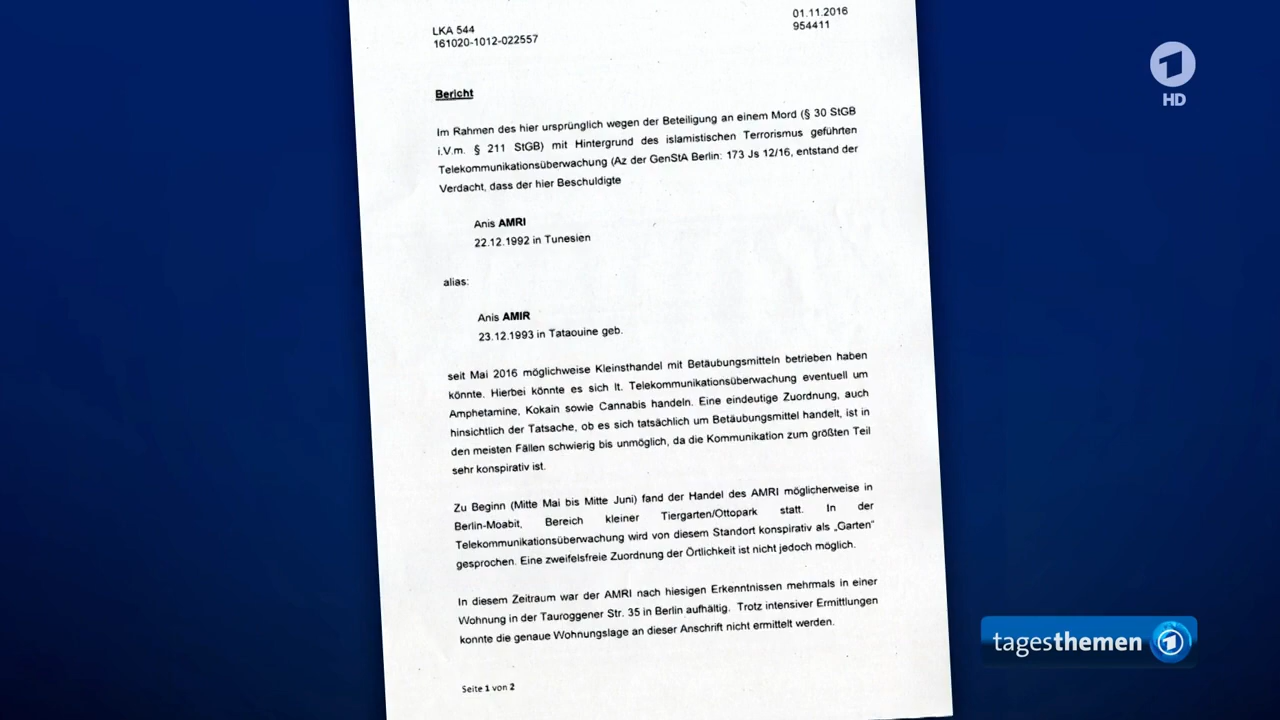 LKA 544
161020-1012-022557
01.11.2016
954411
1
HD
Bericht
Im Rahmen des hier ursprünglich wegen der Beteiligung an einem Mord (§ 30 StGB
i.V.m. § 211 StGB) mit Hintergrund des islamistischen Terrorismus geführten
Telekommunikationsüberwachung (Az der GenStA Berlin: 173 Js 12/16, entstand der
Verdacht, dass der hier Beschuldigte
Anis AMRI
22.12.1992 in Tunesien
alias:
Anis AMIR
23.12.1993 in Tataouine geb.
seit Mai 2016 möglichweise Kleinsthandel mit Betäubungsmitteln betrieben haben
könnte. Hierbei könnte es sich lt. Telekommunikationsüberwachung eventuell um
Amphetamine, Kokain sowie Cannabis handeln. Eine eindeutige Zuordnung, auch
hinsichtlich der Tatsache, ob es sich tatsächlich um Betäubungsmittel handelt, ist in
den meisten Fällen schwierig bis unmöglich, da die Kommunikation zum größten Teil
sehr konspirativ ist.
Zu Beginn (Mitte Mai bis Mitte Juni) fand der Handel des AMRI möglicherweise in
Berlin-Moabit, Bereich kleiner Tiergarten/Ottopark statt. In der
Telekommunikationsüberwachung wird von diesem Standort konspirativ als „Garten"
gesprochen. Eine zweifelsfreie Zuordnung der Örtlichkeit ist nicht jedoch möglich.
In diesem Zeitraum war der AMRI nach hiesigen Erkenntnissen mehrmals in einer
Wohnung in der Tauroggener Str. 35 in Berlin aufhältig. Trotz intensiver Ermittlungen
konnte die genaue Wohnungslage an dieser Anschrift nicht ermittelt werden.
Seite 1 von 2
tagesthemen 1